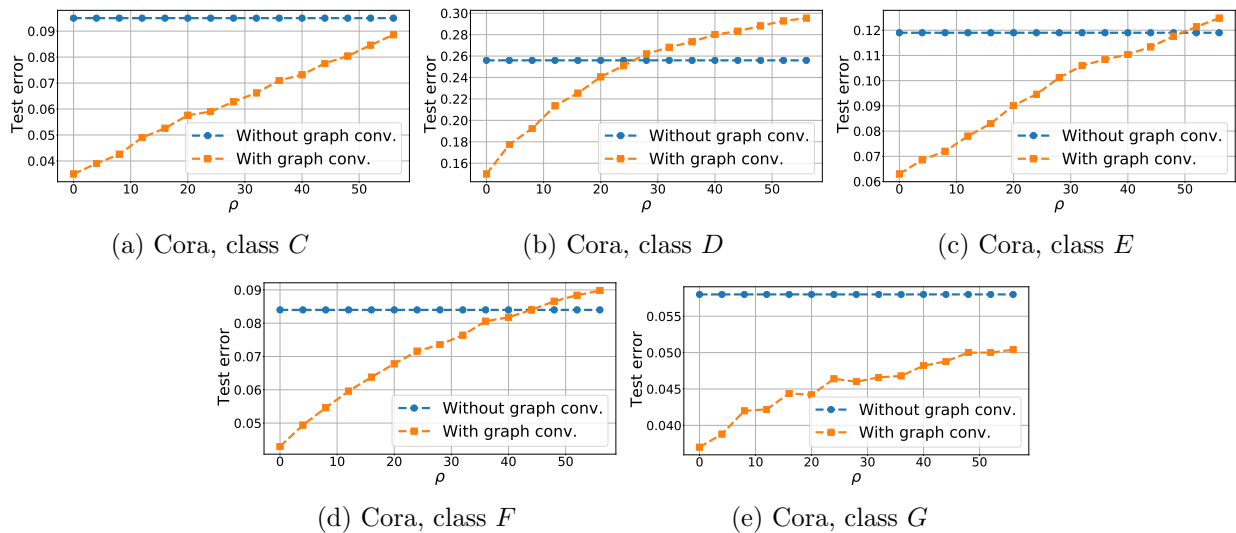 0.09
0.08
0.07
0.06
0.05
0.04
Test error
Without graph conv.
With graph conv.
0 10 20 30 40 50
ρ
(a) Cora, class C
0.30
0.28
0.26
0.24
0.22
0.20
0.18
0.16
Test error
Without graph conv.
With graph conv.
0 10 20 30 40 50
ρ
(b) Cora, class D
0.12
0.11
0.10
0.09
0.08
0.07
0.06
Test error
Without graph conv.
With graph conv.
0 10 20 30 40 50
ρ
(c) Cora, class E
0.09
0.08
0.07
0.06
0.05
Test error
Without graph conv.
With graph conv.
0 10 20 30 40 50
ρ
(d) Cora, class F
0.055
0.050
0.045
0.040
Test error
Without graph conv.
With graph conv.
0 10 20 30 40 50
ρ
(e) Cora, class G